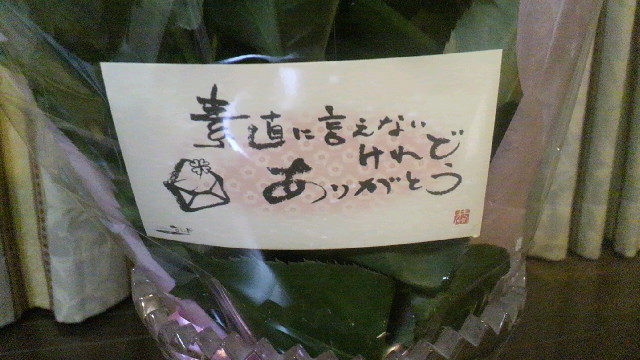 素直に言えない
けれど
ありがとう